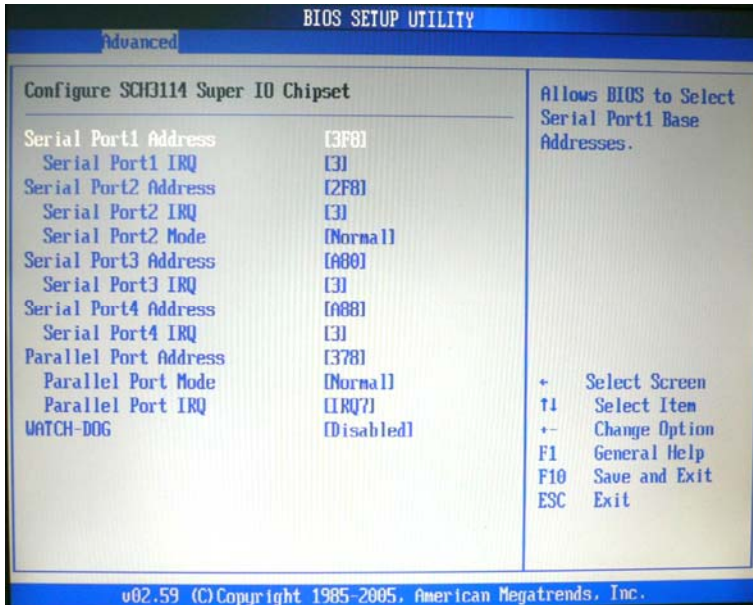 BIOS SETUP UTILITY
Advanced
Configure SCH3114 Super IO Chipset
Serial Port1 Address [3F8]
Serial Port1 IRQ [3]
Serial Port2 Address [2F8]
Serial Port2 IRQ [3]
Serial Port2 Mode [Normal]
Serial Port3 Address [A80]
Serial Port3 IRQ [3]
Serial Port4 Address [A88]
Serial Port4 IRQ [3]
Parallel Port Address [378]
Parallel Port Mode [Normal]
Parallel Port IRQ [IRQ7]
WATCH-DOG [Disabled]
Allows BIOS to Select
Serial Port1 Base
Addresses.
← Select Screen
↑↓ Select Item
+- Change Option
F1 General Help
F10 Save and Exit
ESC Exit
v02.59 (C)Copyright 1985-2005, American Megatrends, Inc.